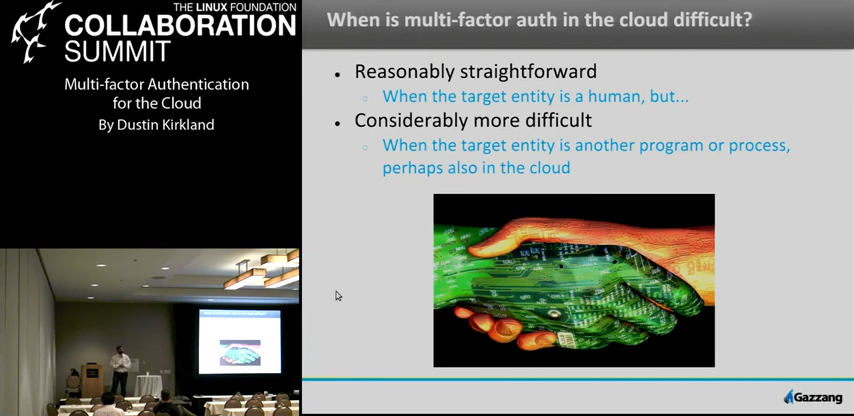 THE LINUX FOUNDATION
COLLABORATION
SUMMIT
Multi-factor Authentication
for the Cloud
By Dustin Kirkland
When is multi-factor auth in the cloud difficult?
• Reasonably straightforward
○ When the target entity is a human, but...
• Considerably more difficult
○ When the target entity is another program or process,
perhaps also in the cloud
Gazzang